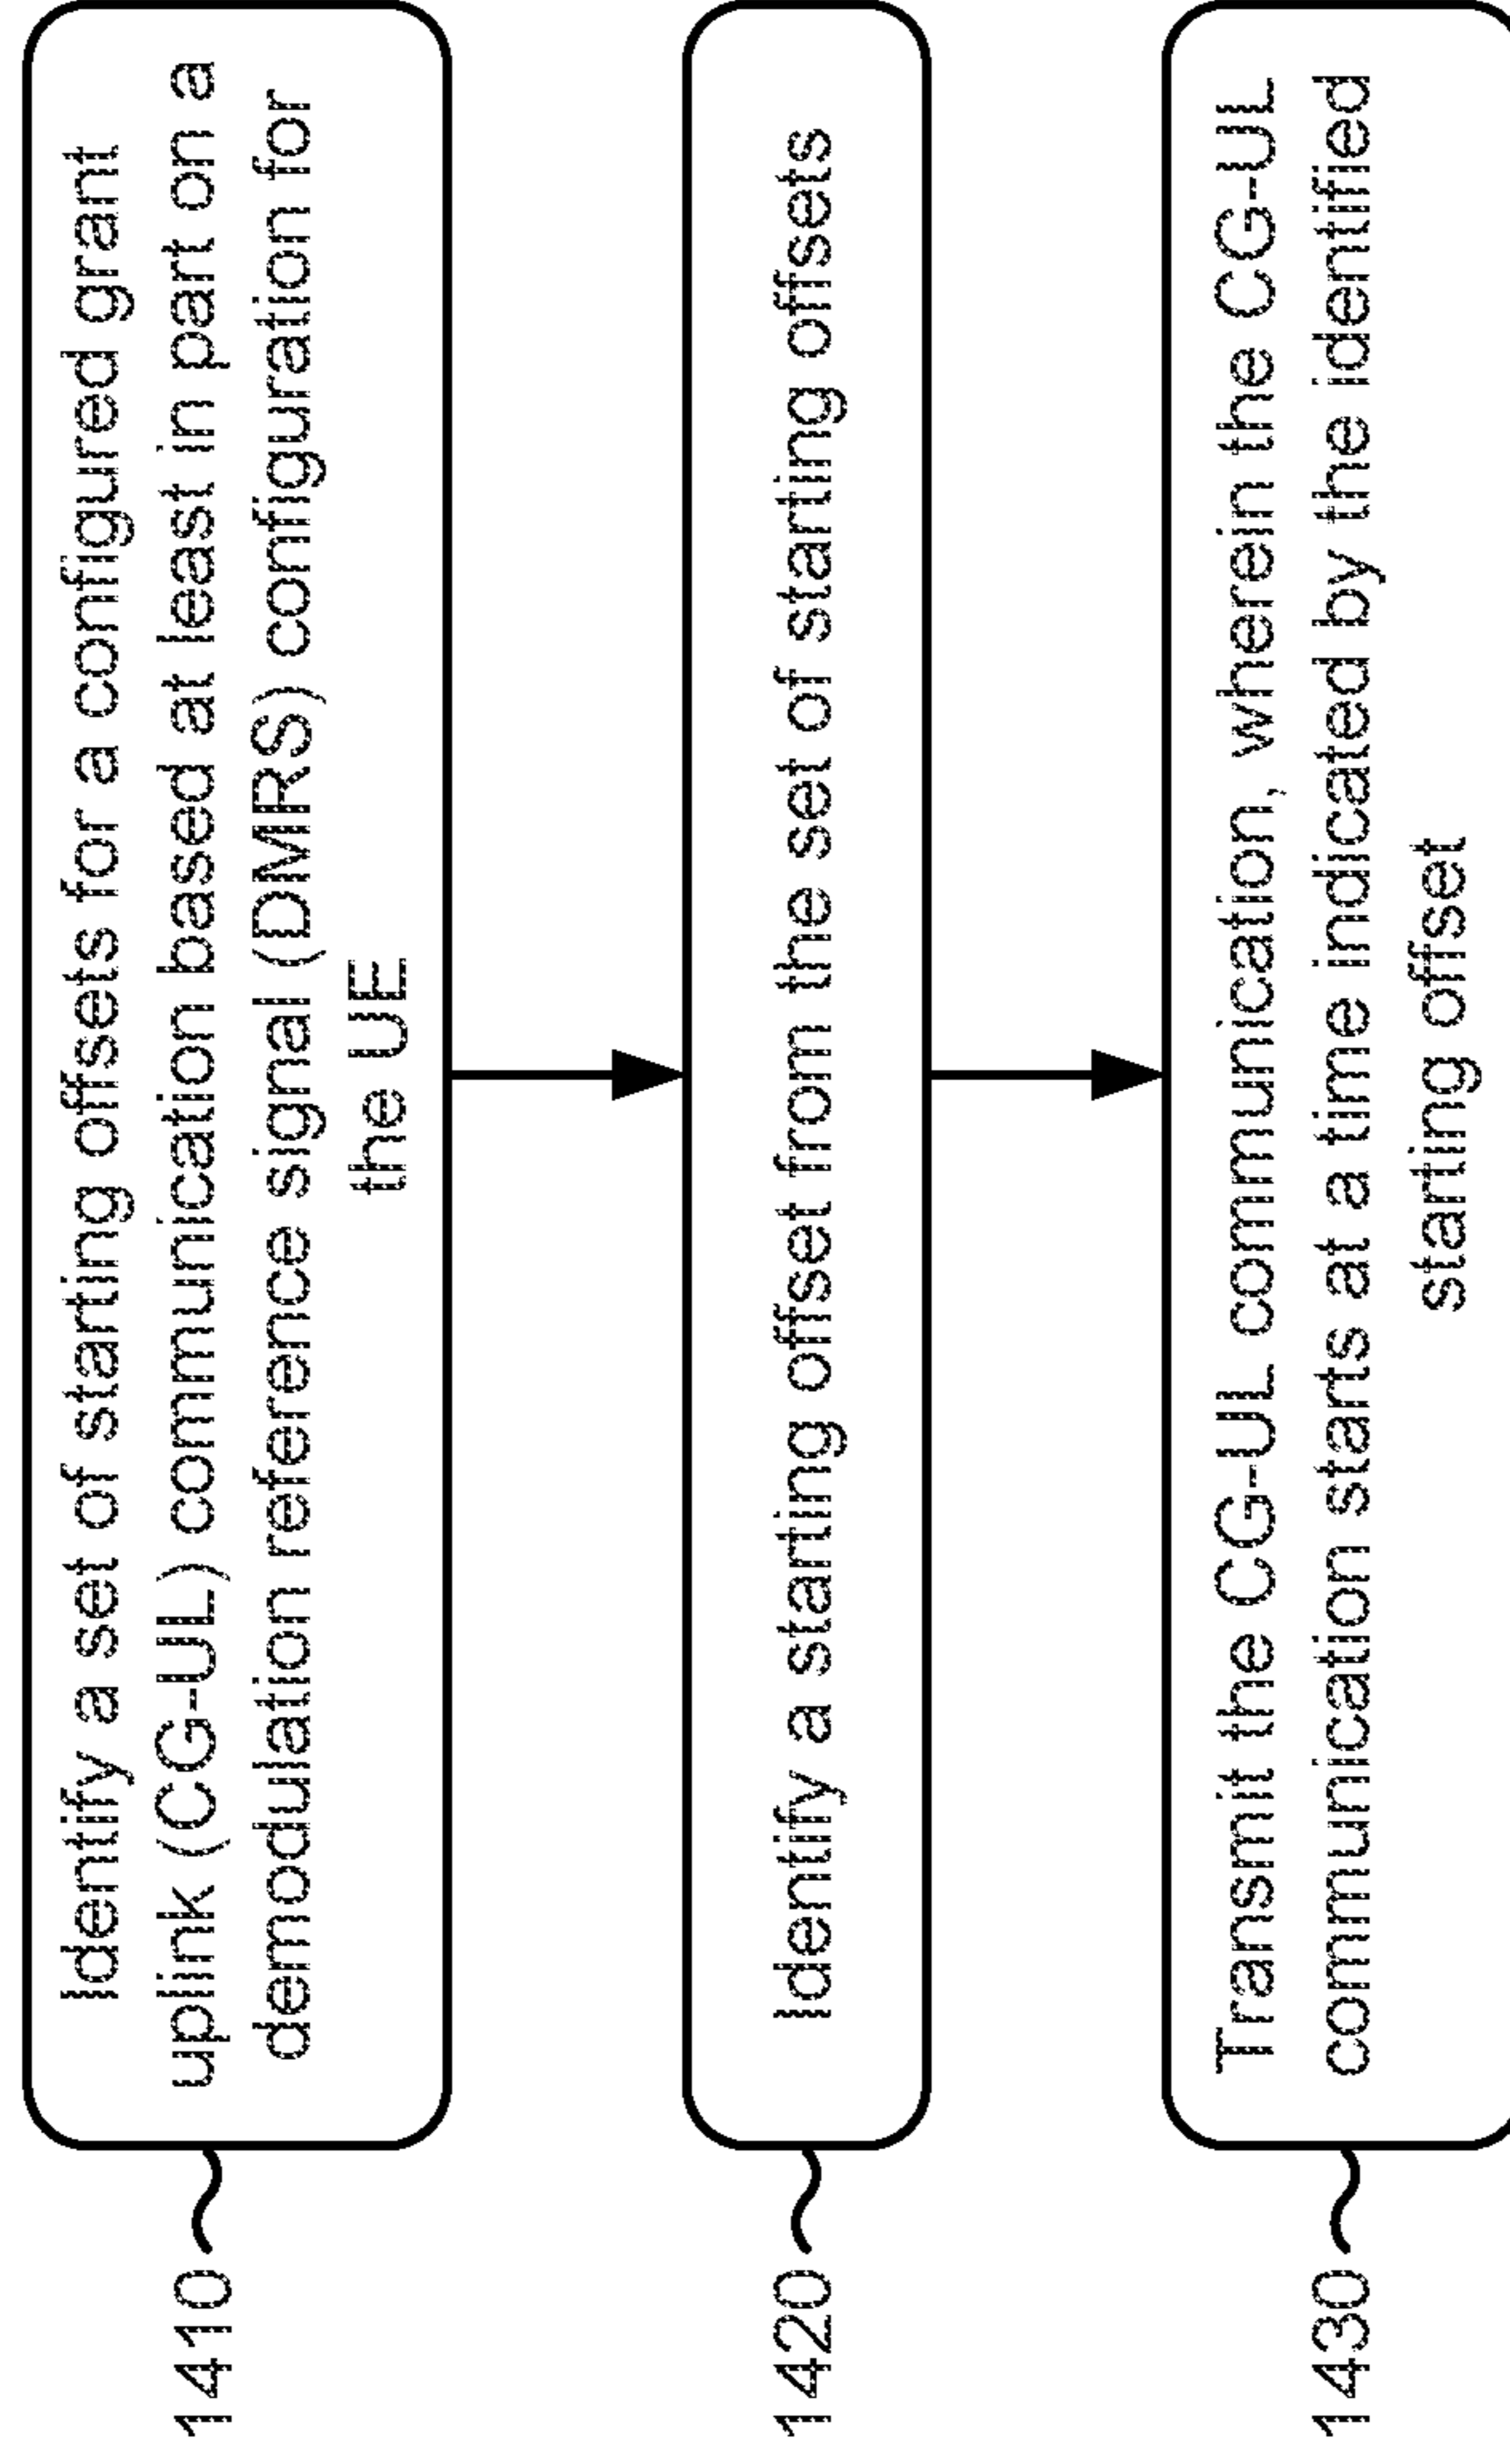 1410
Identify a set of starting offsets for a configured grant
uplink (CG-UL) communication based at least in part on a
demodulation reference signal (DMRS) configuration for
the UE
1420
Identify a starting offset from the set of starting offsets
1430
Transmit the CG-UL communication, wherein the CG-UL
communication starts at a time indicated by the identified
starting offset